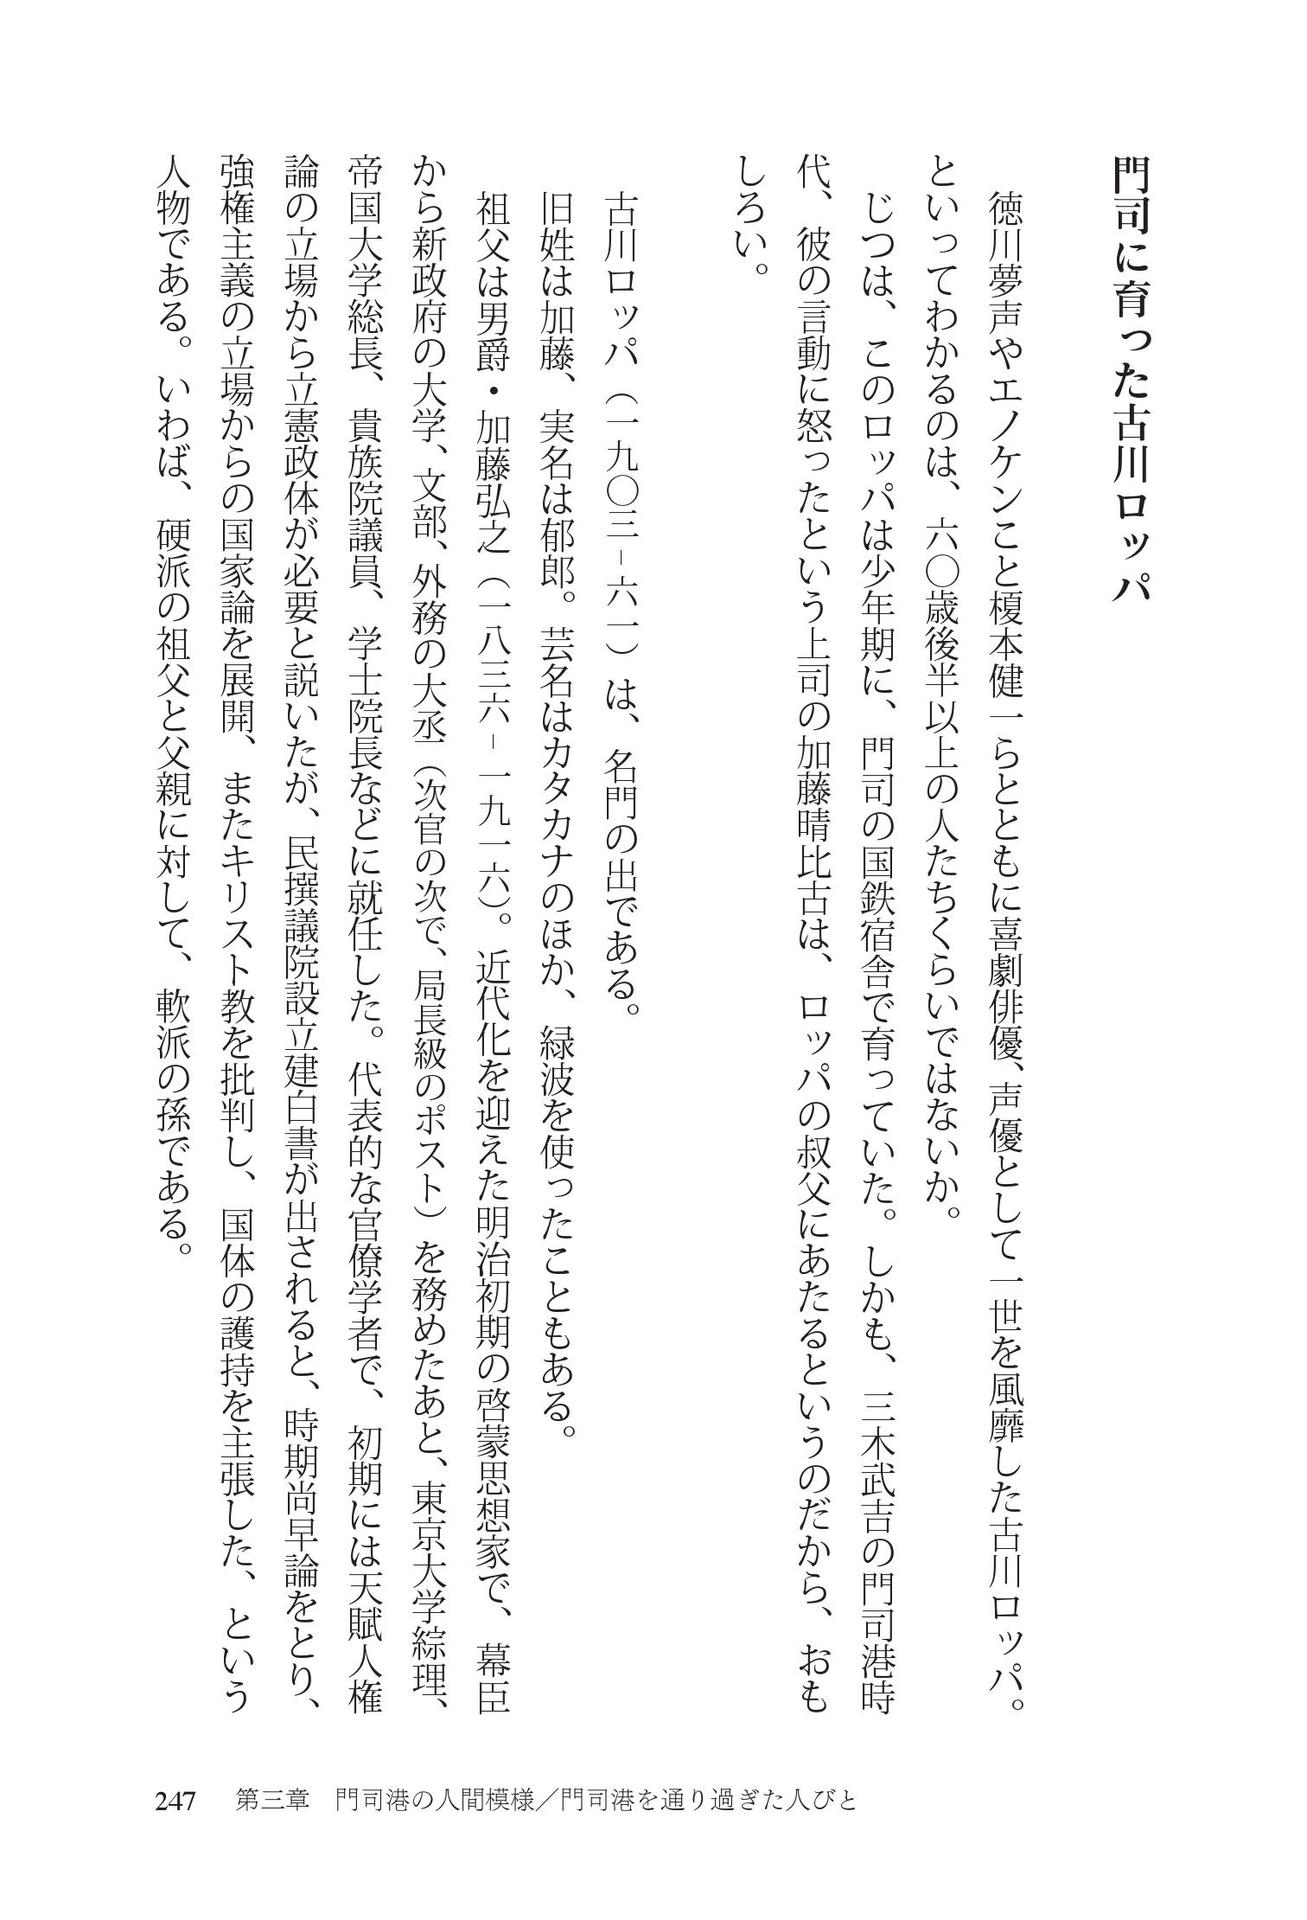 門司に育った古川ロッパ
徳川夢声やエノケンこと榎本健一らとともに喜劇俳優、声優として一世を風靡した古川ロッパ。
といってわかるのは、六〇歳後半以上の人たちくらいではないか。
じつは、このロッパは少年期に、門司の国鉄宿舎で育っていた。しかも、三木武吉の門司港時
代、彼の言動に怒ったという上司の加藤晴比古は、ロッパの叔父にあたるというのだから、おも
しろい。
古川ロッパ（一九〇三－六一）は、名門の出である。
旧姓は加藤、実名は郁郎。芸名はカタカナのほか、緑波を使ったこともある。
祖父は男爵・加藤弘之（一八三六－一九一六）。近代化を迎えた明治初期の啓蒙思想家で、幕臣
から新政府の大学、文部、外務の大丞（次官の次で、局長級のポスト）を務めたあと、東京大学綜理、
帝国大学総長、貴族院議員、学士院長などに就任した。代表的な官僚学者で、初期には天賦人権
論の立場から立憲政体が必要と説いたが、民撰議院設立建白書が出されると、時期尚早論をとり、
強権主義の立場からの国家論を展開、またキリスト教を批判し、国体の護持を主張した、という
人物である。いわば、硬派の祖父と父親に対して、軟派の孫である。
247 第三章　門司港の人間模様／門司港を通り過ぎた人びと